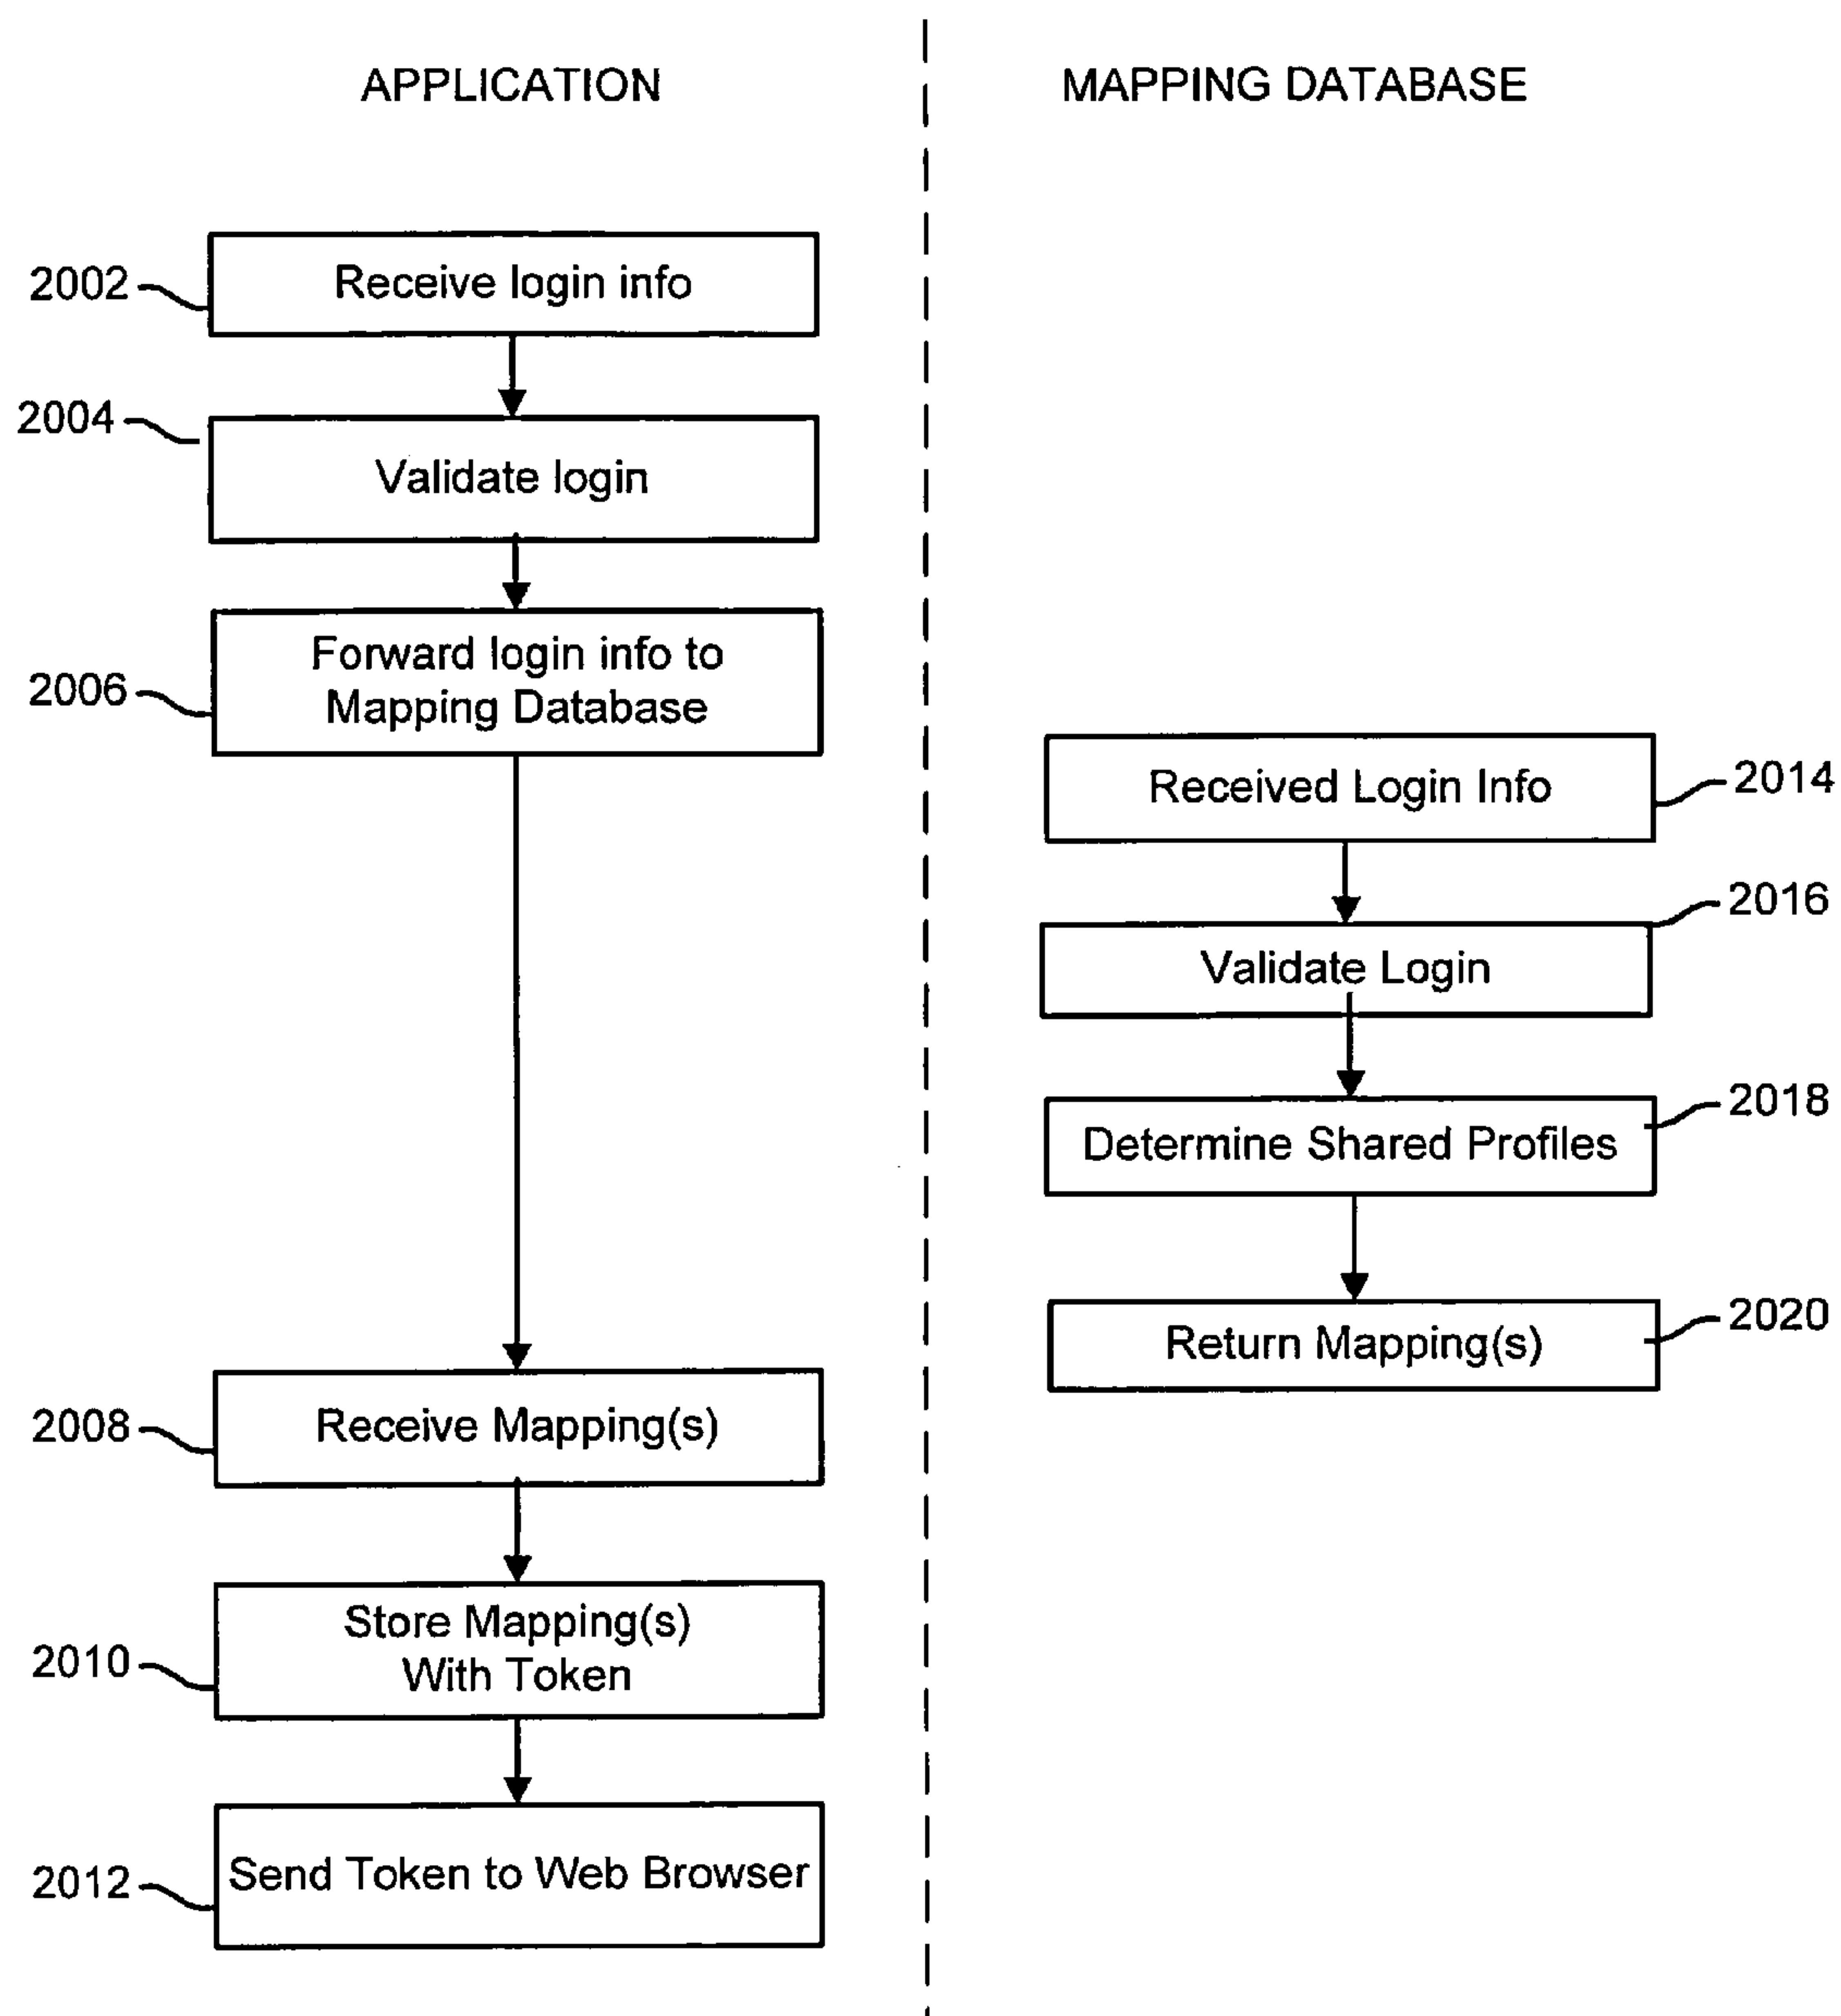 APPLICATION
MAPPING DATABASE
2002
Receive login info
2004
Validate login
2006
Forward login info to
Mapping Database
Received Login Info
2014
2016
Validate Login
2018
Determine Shared Profiles
2020
Return Mapping(s)
2008
Receive Mapping(s)
2010
Store Mapping(s)
With Token
2012
Send Token to Web Browser